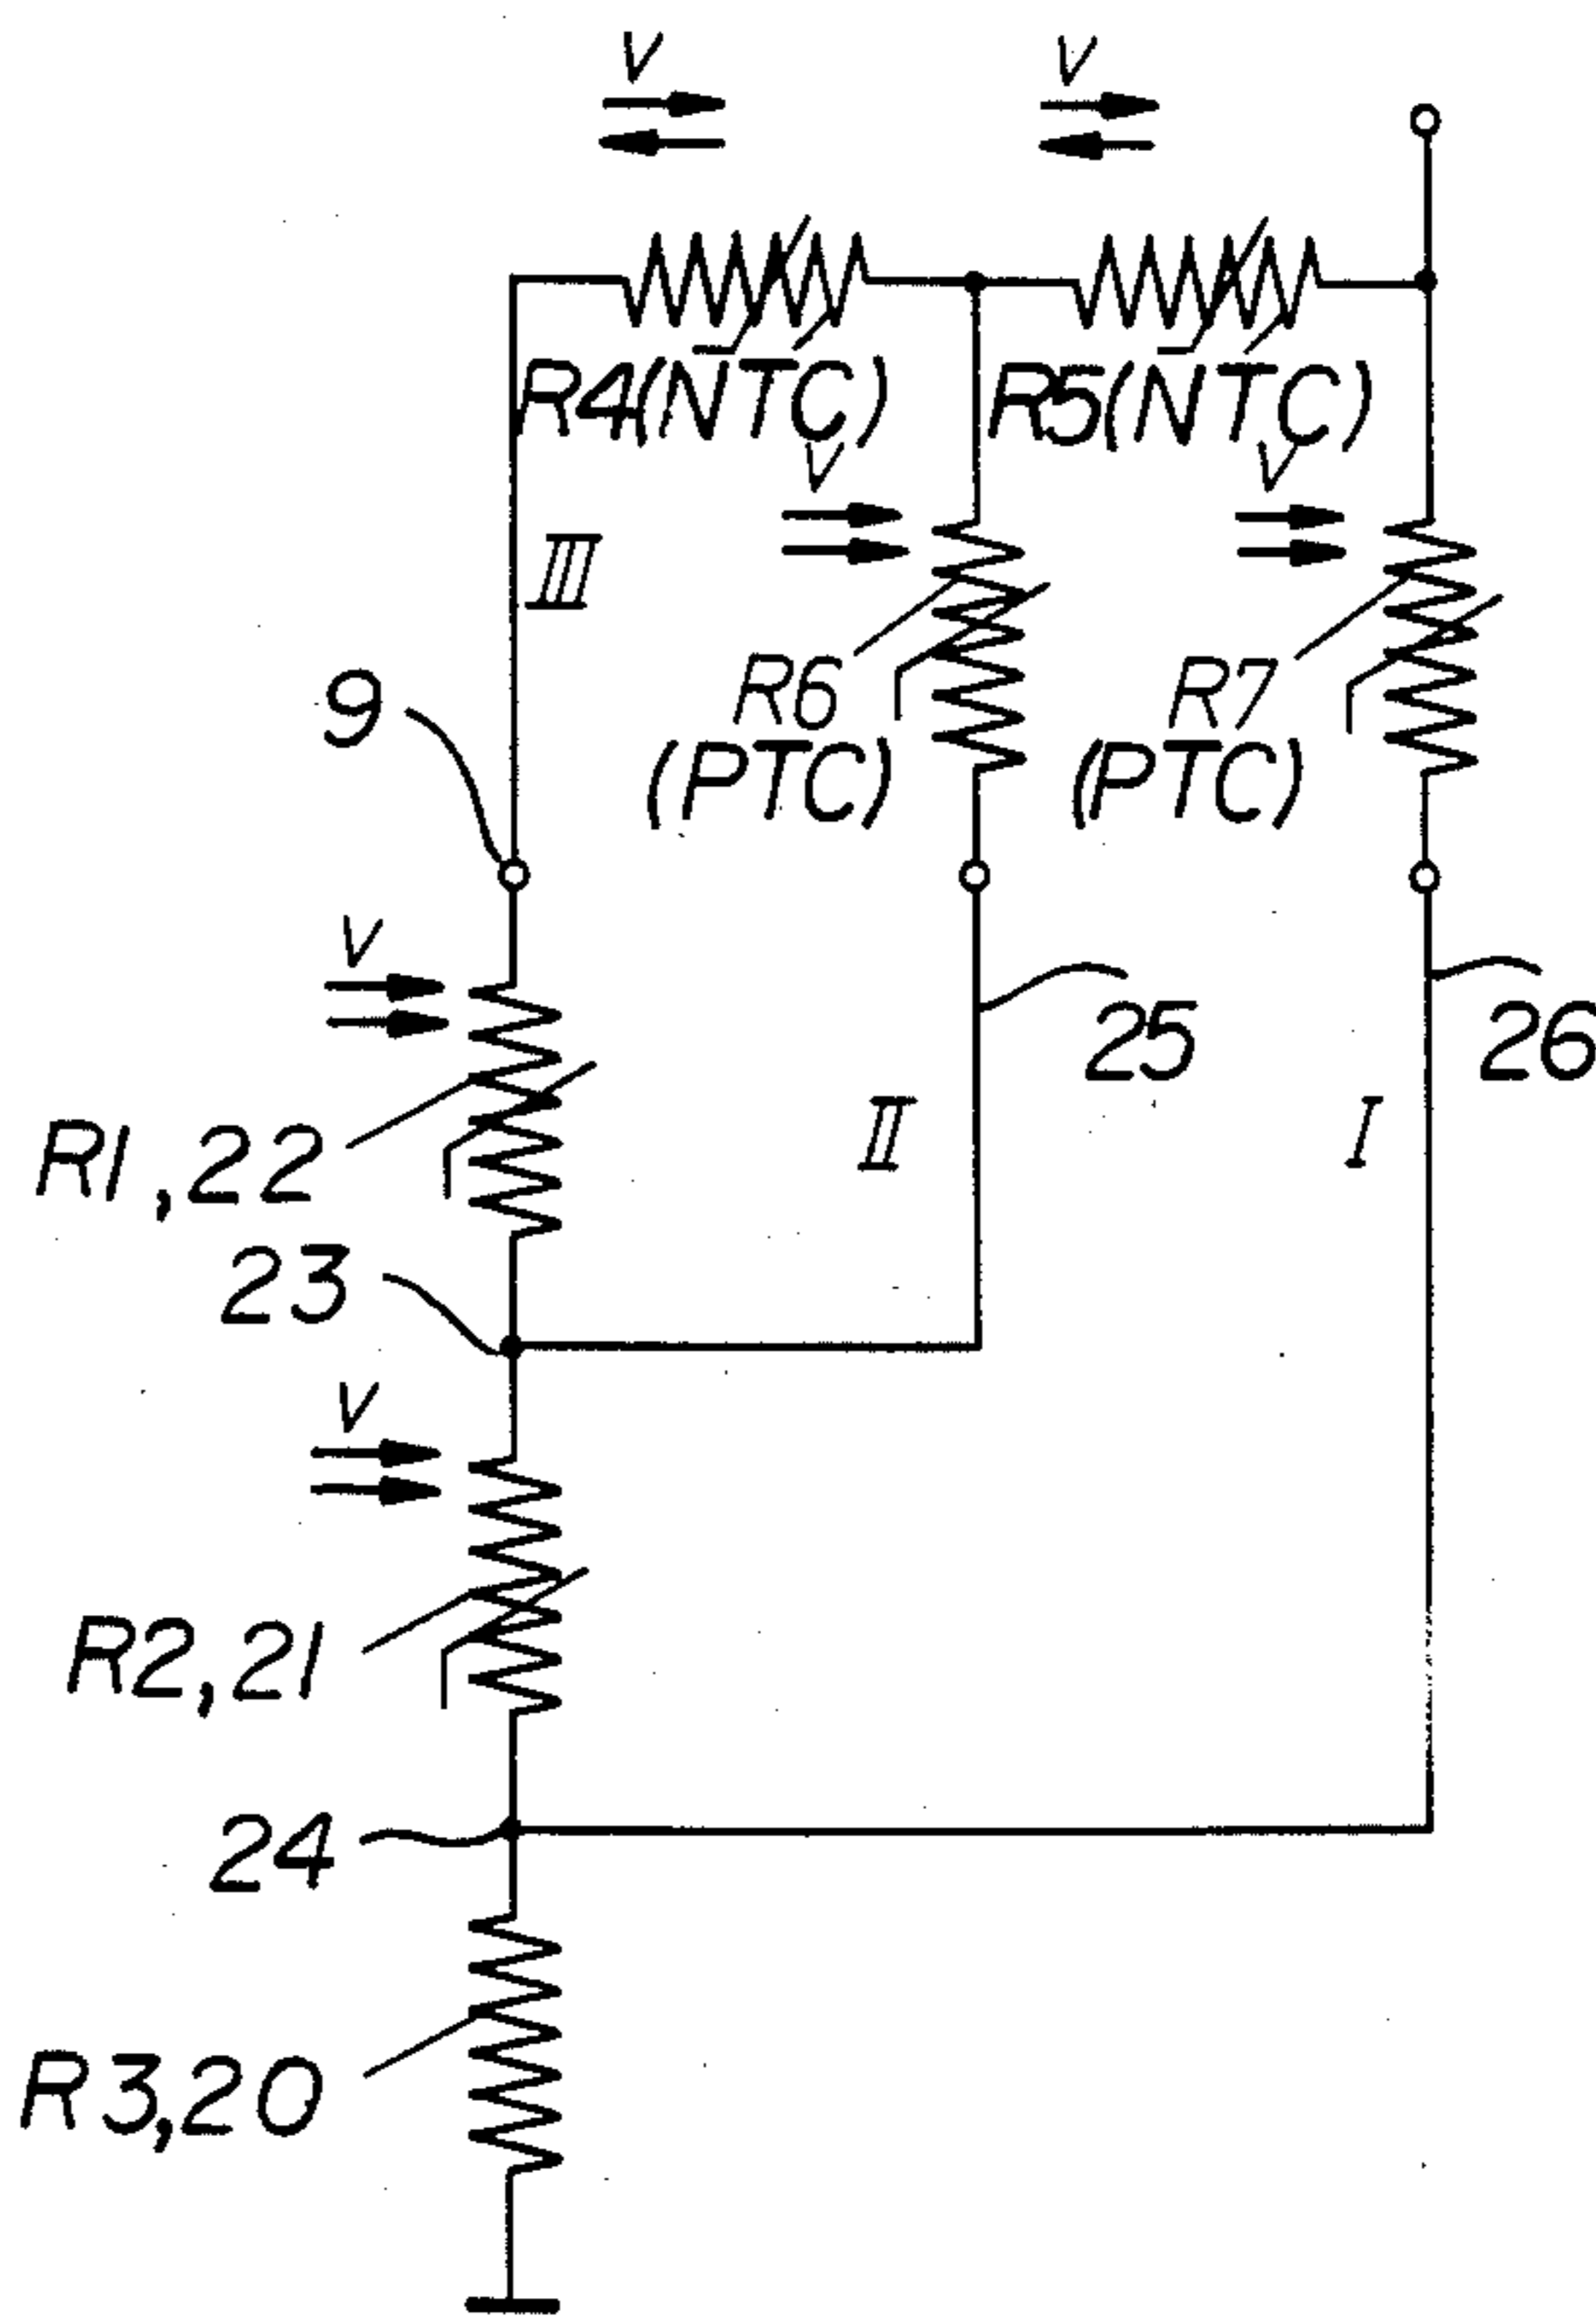 V
V
R4(NTC)
R5(NTC)
V
V
III
R6
(PTC)
R7
(PTC)
9
V
25
26
R1,22
II
I
23
V
R2,21
24
R3,20